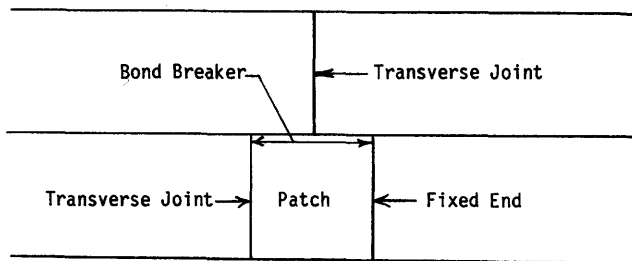 Bond Breaker
Transverse Joint
Transverse Joint
Patch
Fixed End